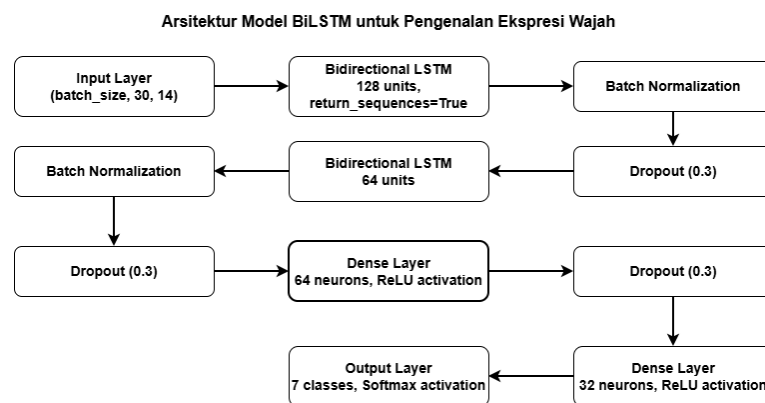 Arsitektur Model BiLSTM untuk Pengenalan Ekspresi Wajah
Input Layer
(batch_size, 30, 14)
Bidirectional LSTM
128 units,
return_sequences=True
Batch Normalization
Dropout (0.3)
Bidirectional LSTM
64 units
Batch Normalization
Dropout (0.3)
Dense Layer
64 neurons, ReLU activation
Dropout (0.3)
Dense Layer
32 neurons, ReLU activation
Output Layer
7 classes, Softmax activation